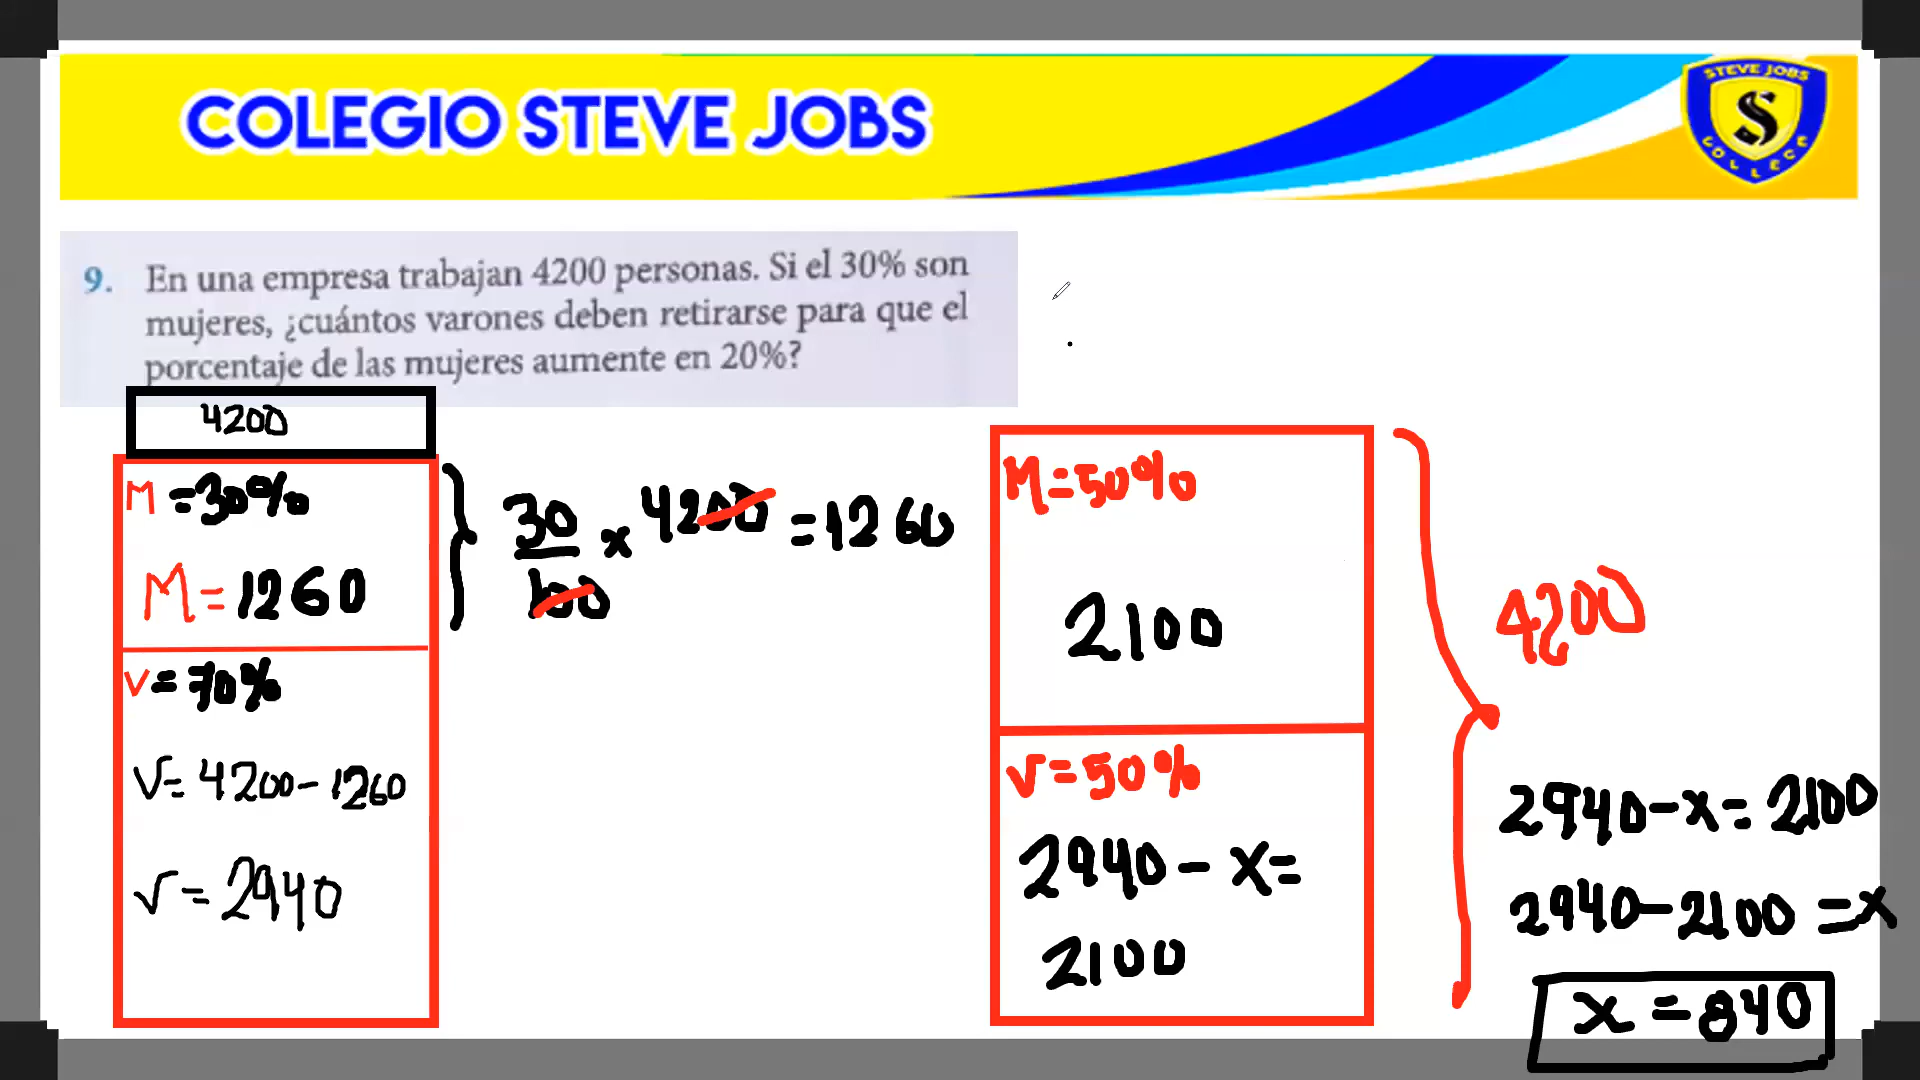 COLEGIO STEVE JOBS
STEVE JOBS
S
COLLEGE
9. En una empresa trabajan 4200 personas. Si el 30% son
mujeres, ¿cuántos varones deben retirarse para que el
porcentaje de las mujeres aumente en 20%?
4200
M = 30%
M = 1260
30/100 x 4200 = 1260
V = 70%
V = 4200 - 1260
V = 2940
M = 50%
2100
V = 50%
2940 - x =
2100
4200
2940 - x = 2100
2940 - 2100 = x
x = 840